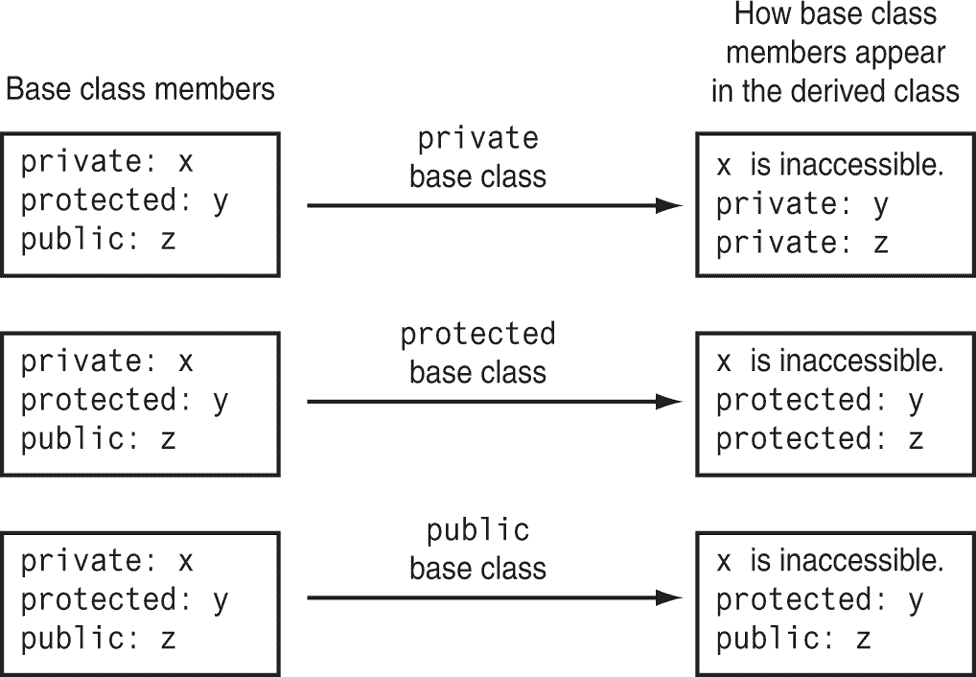 Base class members
How base class
members appear
in the derived class
private: x
protected: y
public: z
private
base class
x is inaccessible.
private: y
private: z
private: x
protected: y
public: z
protected
base class
x is inaccessible.
protected: y
protected: z
private: x
protected: y
public: z
public
base class
x is inaccessible.
protected: y
public: z